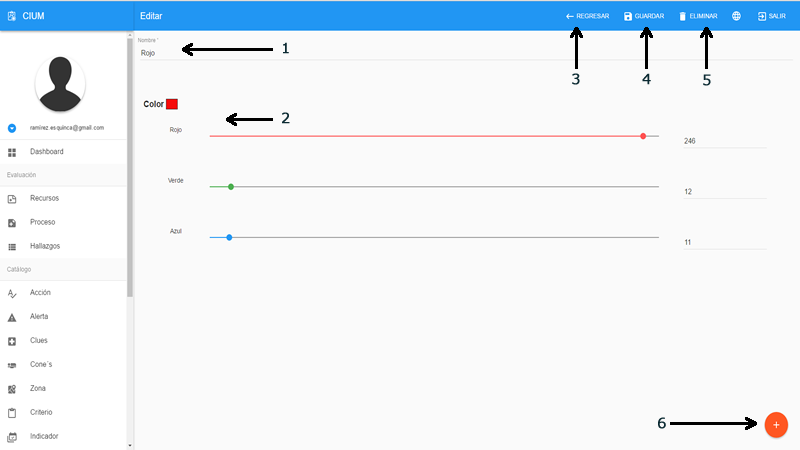 CIUM
Editar
REGRESAR
GUARDAR
ELIMINAR
SALIR
Nombre *
Rojo
1
3
4
5
Color
2
Rojo
246
Verde
12
Azul
11
6
ramirez.esquinca@gmail.com
Dashboard
Evaluación
Recursos
Proceso
Hallazgos
Catálogo
Acción
Alerta
Clues
Cone´s
Zona
Criterio
Indicador